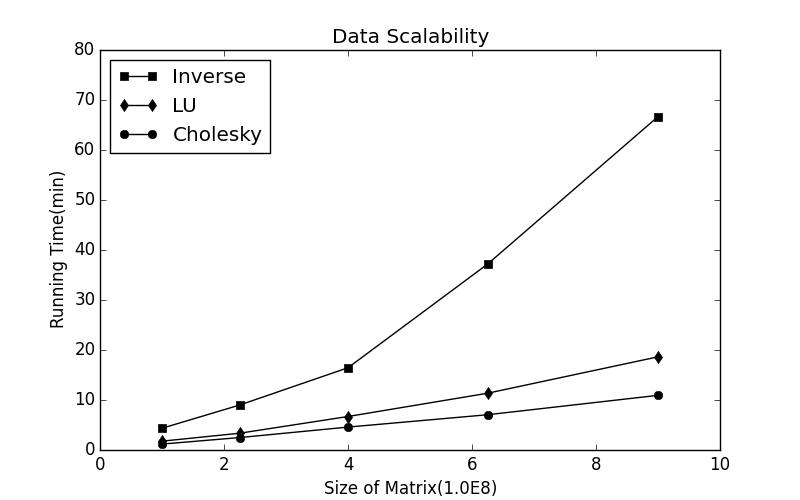 Data Scalability
80
70
60
50
40
30
20
10
0
Running Time(min)
Inverse
LU
Cholesky
0 2 4 6 8 10
Size of Matrix(1.0E8)